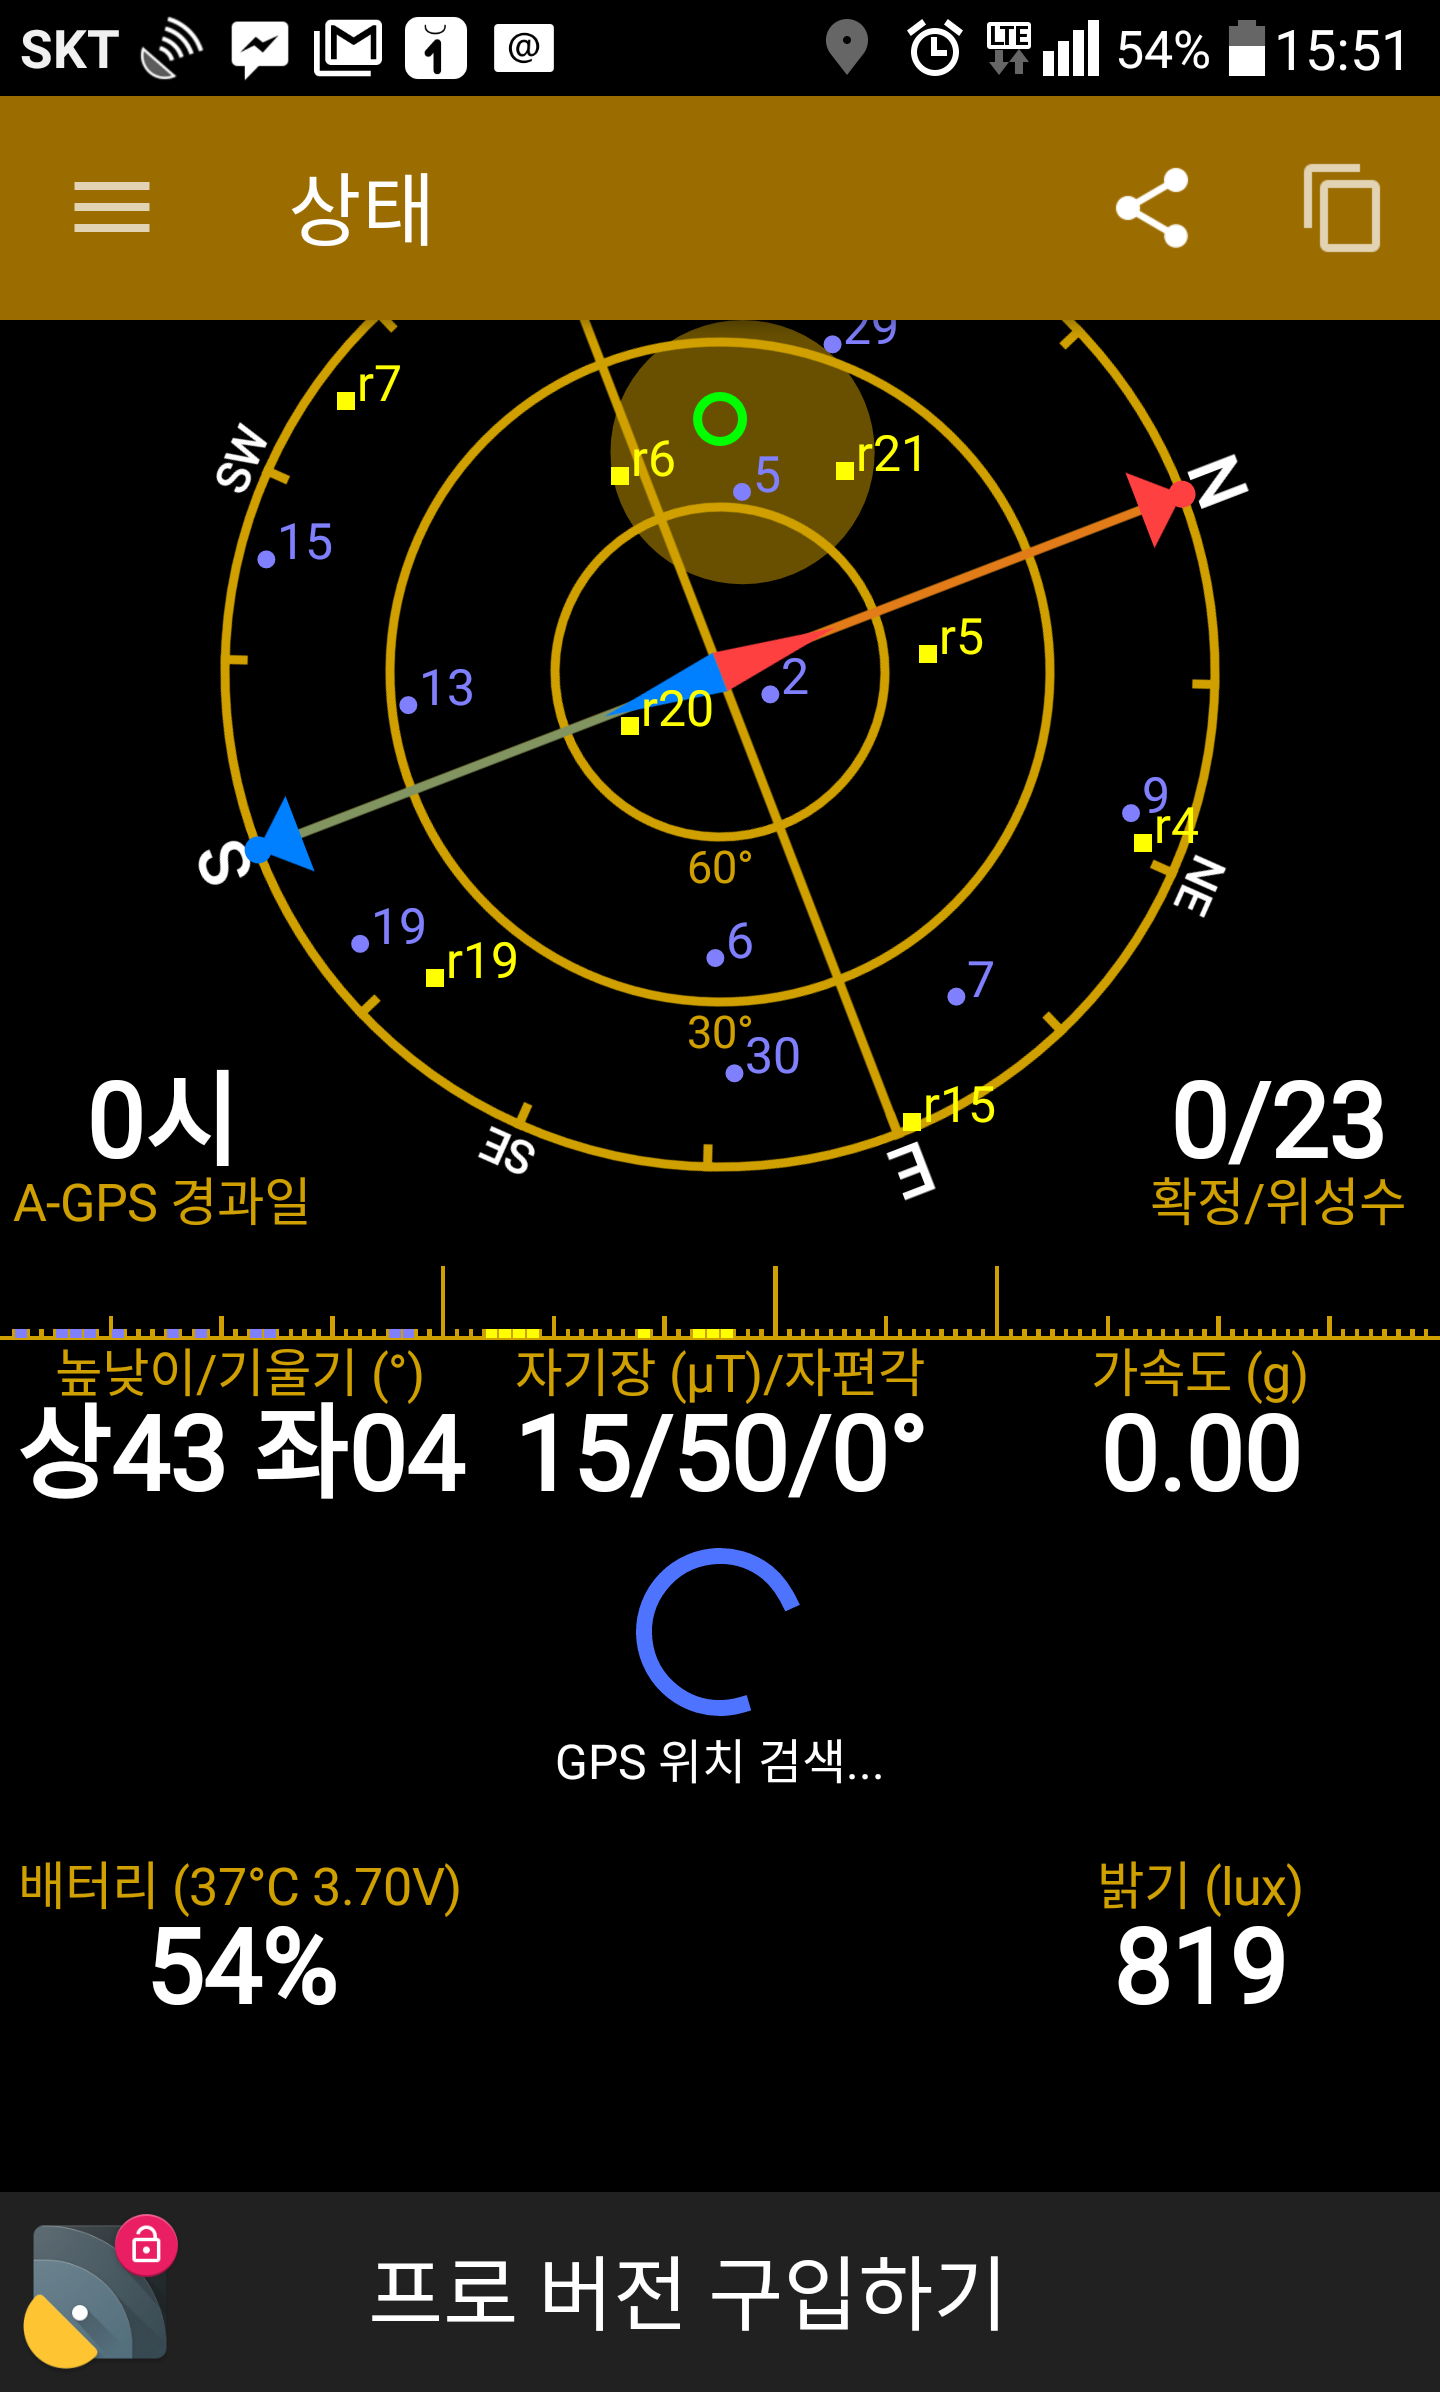 SKT 1 @ LTE 54% 15:51
상태
29
r7
r6
r21
5
SW
N
15
r5
13
2
r20
9
r4
S
60°
NE
19
6
r19
7
30°
30
r15
0시
0/23
SE
E
A-GPS 경과일
확정/위성수
높낮이/기울기 (°) 자기장 (μT)/자편각 가속도 (g)
상43 좌04 15/50/0° 0.00
GPS 위치 검색...
배터리 (37°C 3.70V) 밝기 (lux)
54% 819
프로 버전 구입하기